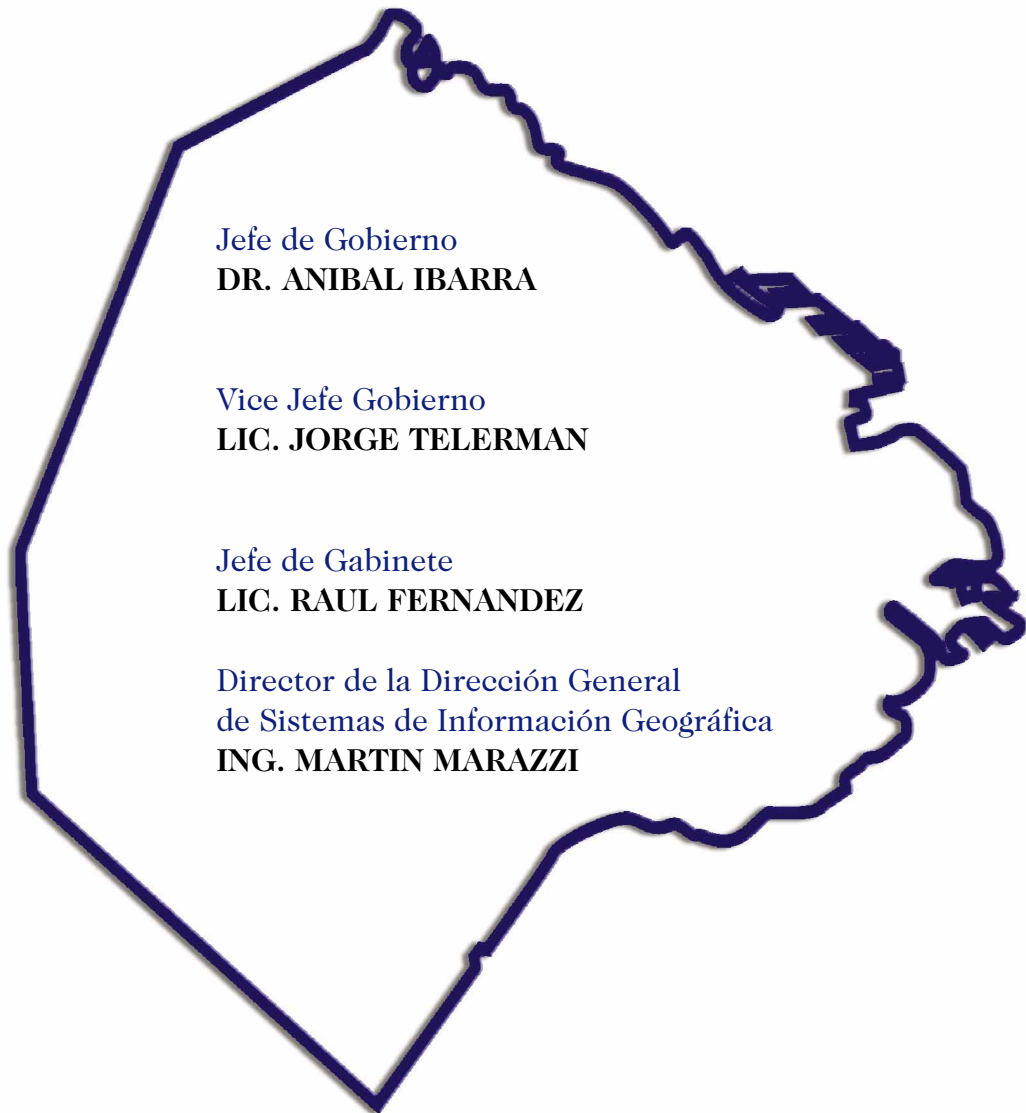 Jefe de Gobierno
DR. ANIBAL IBARRA
Vice Jefe Gobierno
LIC. JORGE TELERMAN
Jefe de Gabinete
LIC. RAUL FERNANDEZ
Director de la Dirección General
de Sistemas de Información Geográfica
ING. MARTIN MARAZZI